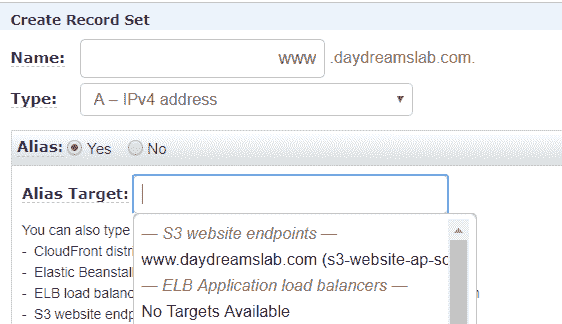 Create Record Set
Name: www .daydreamslab.com.
Type: A – IPv4 address
Alias: Yes No
Alias Target:
You can also type
— S3 website endpoints —
- CloudFront distri
www.daydreamslab.com (s3-website-ap-so
- Elastic Beanstal
— ELB Application load balancers —
- ELB load balanc
No Targets Available
- S3 website endp